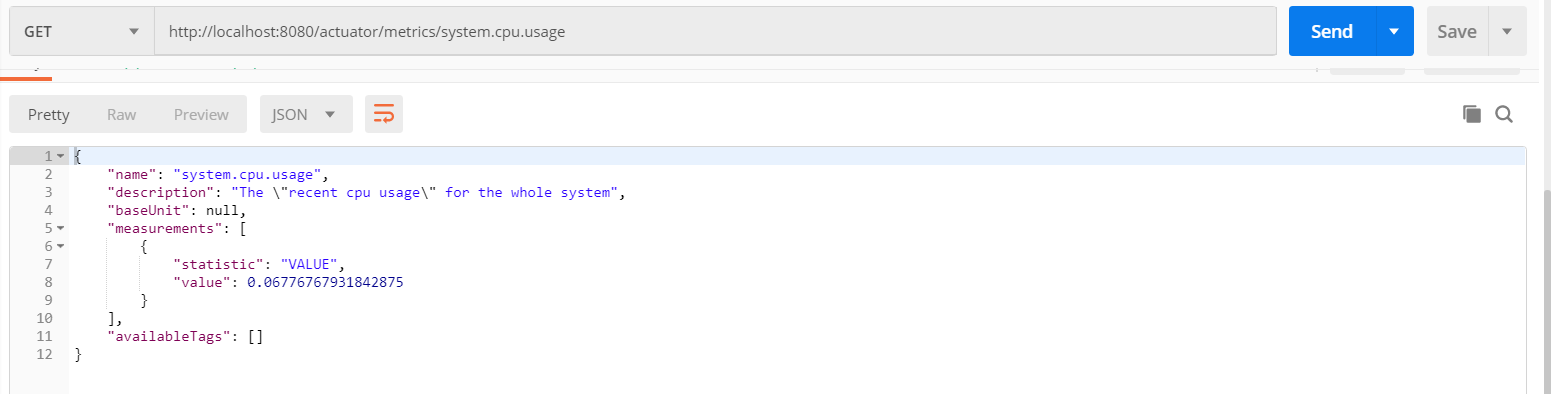 GET http://localhost:8080/actuator/metrics/system.cpu.usage Send Save
Pretty Raw Preview JSON
1 {
2 "name": "system.cpu.usage",
3 "description": "The \"recent cpu usage\" for the whole system",
4 "baseUnit": null,
5 "measurements": [
6 {
7 "statistic": "VALUE",
8 "value": 0.06776767931842875
9 }
10 ],
11 "availableTags": []
12 }